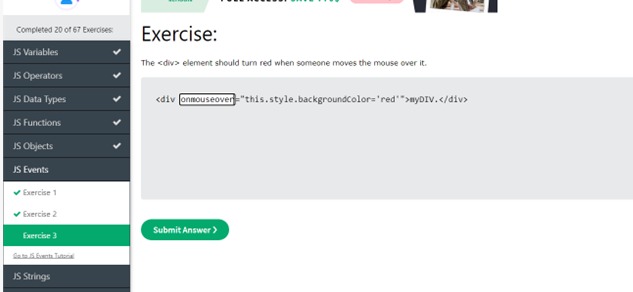 Completed 20 of 67 Exercises:
JS Variables
JS Operators
JS Data Types
JS Functions
JS Objects
JS Events
Exercise 1
Exercise 2
Exercise 3
Go to JS Events Tutorial
JS Strings
Exercise:
The <div> element should turn red when someone moves the mouse over it.
<div onmouseover="this.style.backgroundColor='red'">myDIV.</div>
Submit Answer ❯